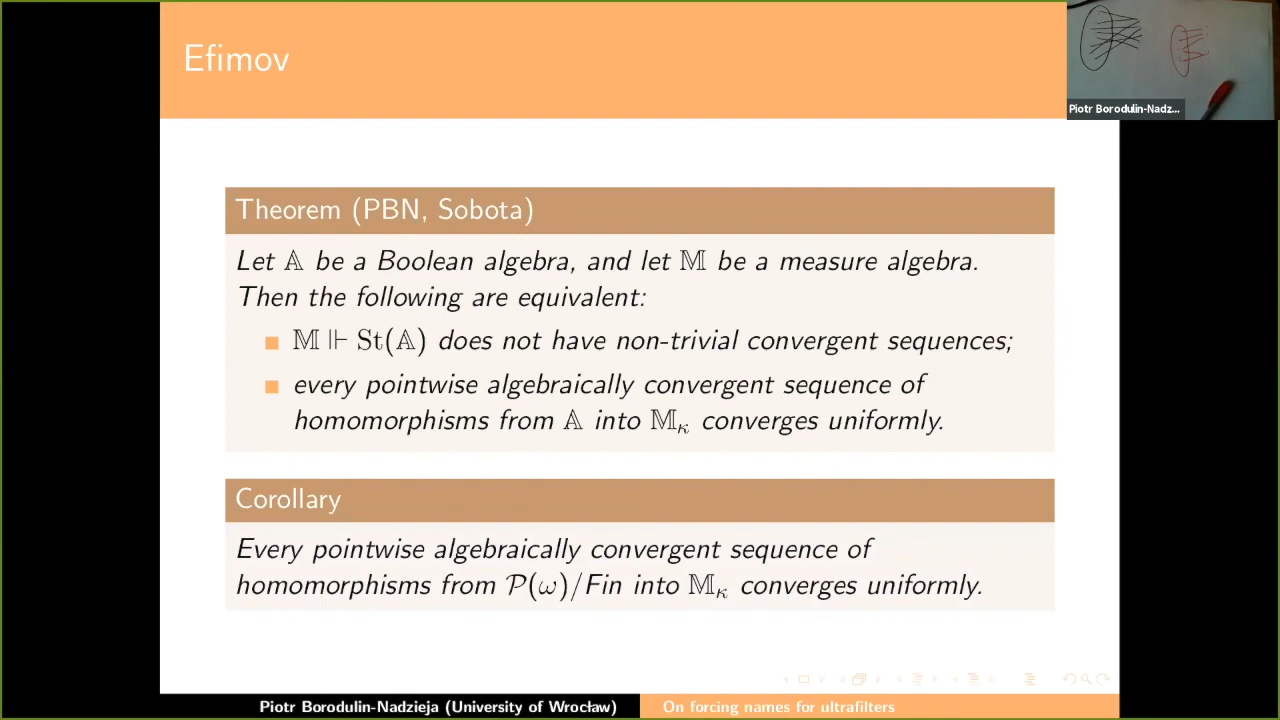 Efimov
Piotr Borodulin-Nadz...
Theorem (PBN, Sobota)
Let 𝔸 be a Boolean algebra, and let 𝕄 be a measure algebra.
Then the following are equivalent:
𝕄 ⊩ St(𝔸) does not have non-trivial convergent sequences;
every pointwise algebraically convergent sequence of
homomorphisms from 𝔸 into 𝕄κ converges uniformly.
Corollary
Every pointwise algebraically convergent sequence of
homomorphisms from 𝒫(ω)/Fin into 𝕄κ converges uniformly.
Piotr Borodulin-Nadzieja (University of Wrocław)
On forcing names for ultrafilters